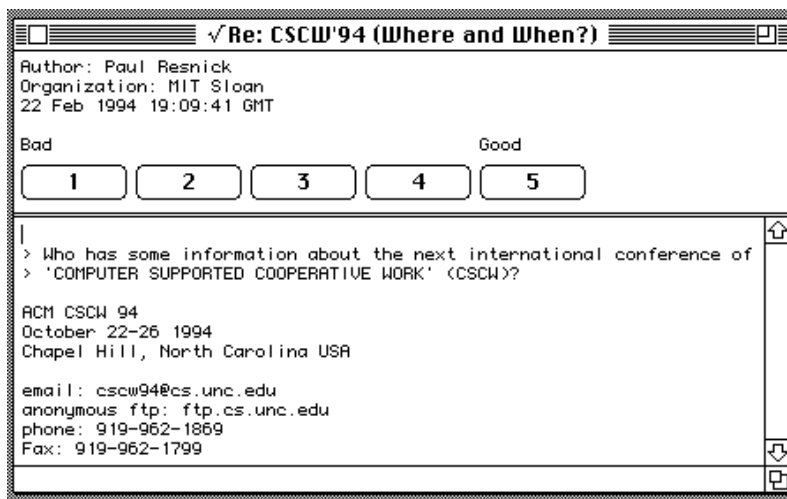 √Re: CSCW'94 (Where and When?)
Author: Paul Resnick
Organization: MIT Sloan
22 Feb 1994 19:09:41 GMT
Bad Good
1 2 3 4 5
> Who has some information about the next international conference of
> 'COMPUTER SUPPORTED COOPERATIVE WORK' (CSCW)?
ACM CSCW 94
October 22-26 1994
Chapel Hill, North Carolina USA
email: cscw94@cs.unc.edu
anonymous ftp: ftp.cs.unc.edu
phone: 919-962-1869
Fax: 919-962-1799